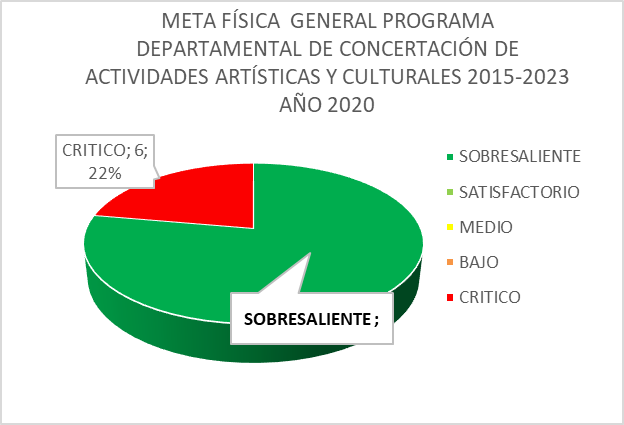 META FÍSICA GENERAL PROGRAMA
DEPARTAMENTAL DE CONCERTACIÓN DE
ACTIVIDADES ARTÍSTICAS Y CULTURALES 2015-2023
AÑO 2020
CRITICO; 6;
22%
SOBRESALIENTE ;
SOBRESALIENTE
SATISFACTORIO
MEDIO
BAJO
CRITICO